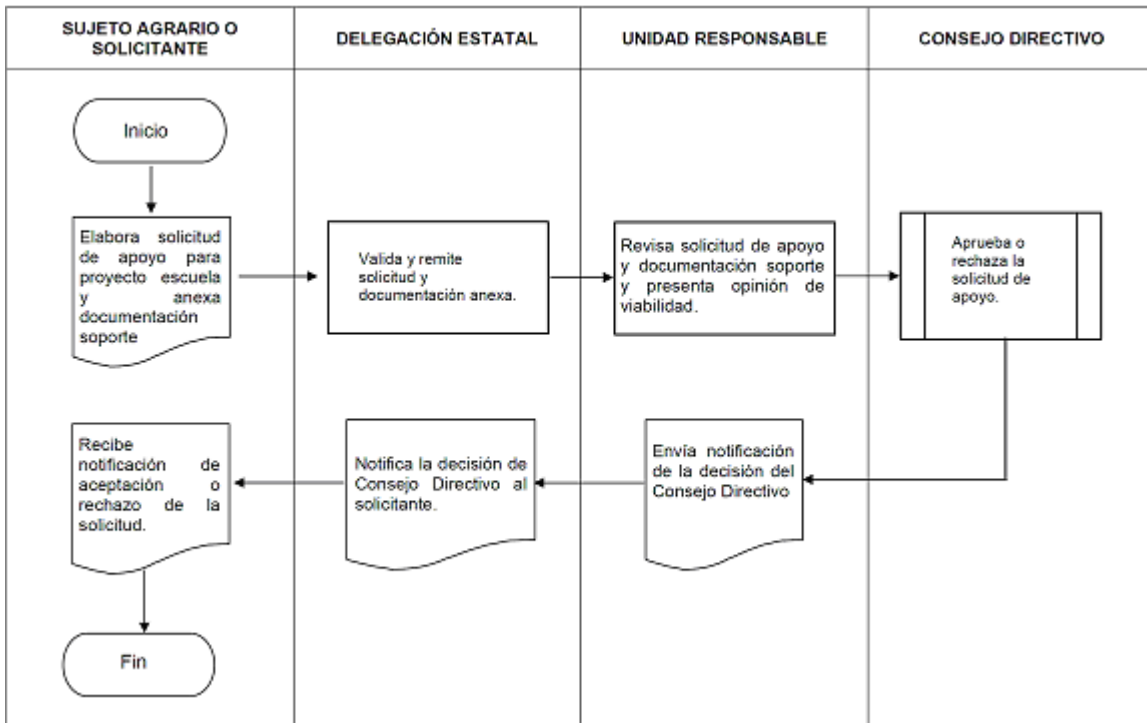 SUJETO AGRARIO O
SOLICITANTE
DELEGACIÓN ESTATAL
UNIDAD RESPONSABLE
CONSEJO DIRECTIVO
Inicio
Elabora solicitud
de apoyo para
proyecto escuela
y anexa
documentación
soporte
Valida y remite
solicitud y
documentación anexa.
Revisa solicitud de apoyo
y documentación soporte
y presenta opinión de
viabilidad.
Aprueba o
rechaza la
solicitud de
apoyo.
Recibe
notificación de
aceptación o
rechazo de la
solicitud.
Notifica la decisión de
Consejo Directivo al
solicitante.
Envía notificación
de la decisión del
Consejo Directivo
Fin